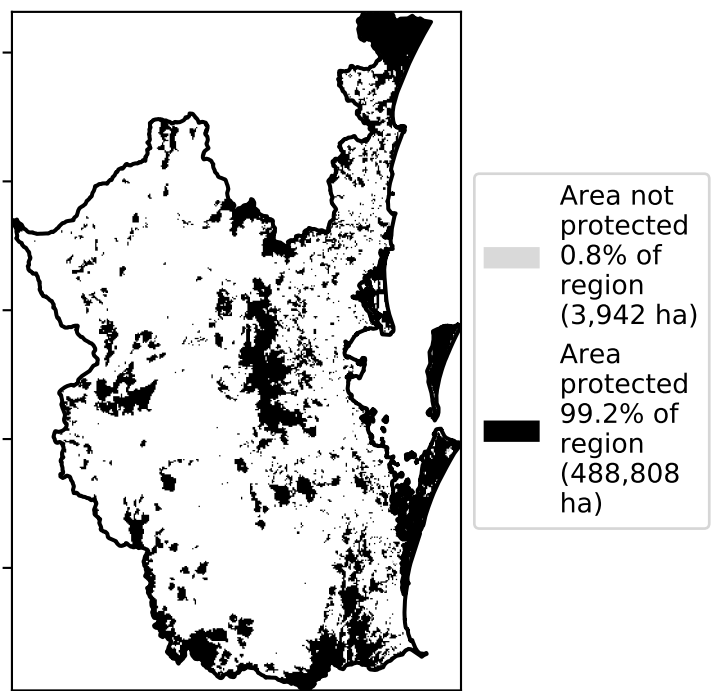 Area not
protected
0.8% of
region
(3,942 ha)
Area
protected
99.2% of
region
(488,808
ha)